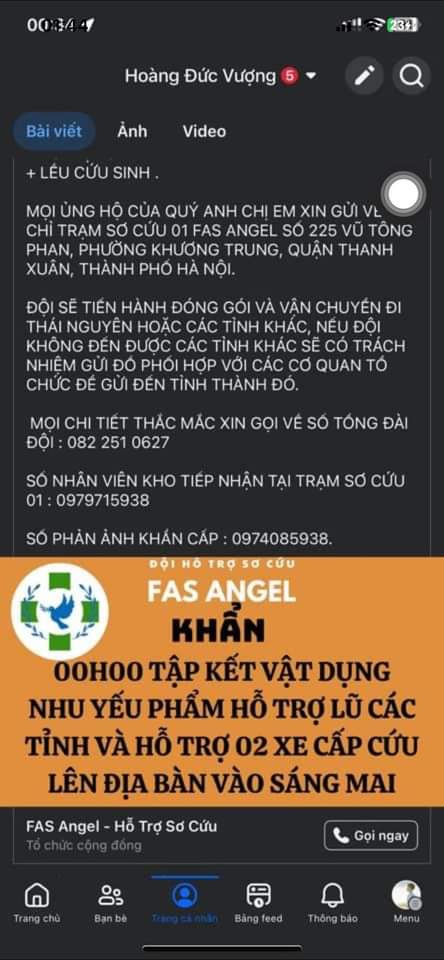 Hoàng Đức Vượng 5
Bài viết Ảnh Video
+ LỀU CỨU SINH .
MỌI ỦNG HỘ CỦA QUÝ ANH CHỊ EM XIN GỬI VỀ
CHỈ TRẠM SƠ CỨU 01 FAS ANGEL SỐ 225 VŨ TÔNG
PHAN, PHƯỜNG KHƯƠNG TRUNG, QUẬN THANH
XUÂN, THÀNH PHỐ HÀ NỘI.
ĐỘI SẼ TIẾN HÀNH ĐÓNG GÓI VÀ VẬN CHUYỂN ĐI
THÁI NGUYÊN HOẶC CÁC TỈNH KHÁC, NẾU ĐỘI
KHÔNG ĐẾN ĐƯỢC CÁC TỈNH KHÁC SẼ CÓ TRÁCH
NHIỆM GỬI ĐỒ PHỐI HỢP VỚI CÁC CƠ QUAN TỔ
CHỨC ĐỂ GỬI ĐẾN TỈNH THÀNH ĐÓ.
MỌI CHI TIẾT THẮC MẮC XIN GỌI VỀ SỐ TỔNG ĐÀI
ĐỘI : 082 251 0627
SỐ NHÂN VIÊN KHO TIẾP NHẬN TẠI TRẠM SƠ CỨU
01 : 0979715938
SỐ PHẢN ÁNH KHẨN CẤP : 0974085938.
ĐỘI HỖ TRỢ SƠ CỨU
FAS ANGEL
KHẨN
00H00 TẬP KẾT VẬT DỤNG
NHU YẾU PHẨM HỖ TRỢ LŨ CÁC
TỈNH VÀ HỖ TRỢ 02 XE CẤP CỨU
LÊN ĐỊA BÀN VÀO SÁNG MAI
FAS Angel - Hỗ Trợ Sơ Cứu
Tổ chức cộng đồng
Gọi ngay
Trang chủ Bạn bè Trang cá nhân Bảng feed Thông báo Menu